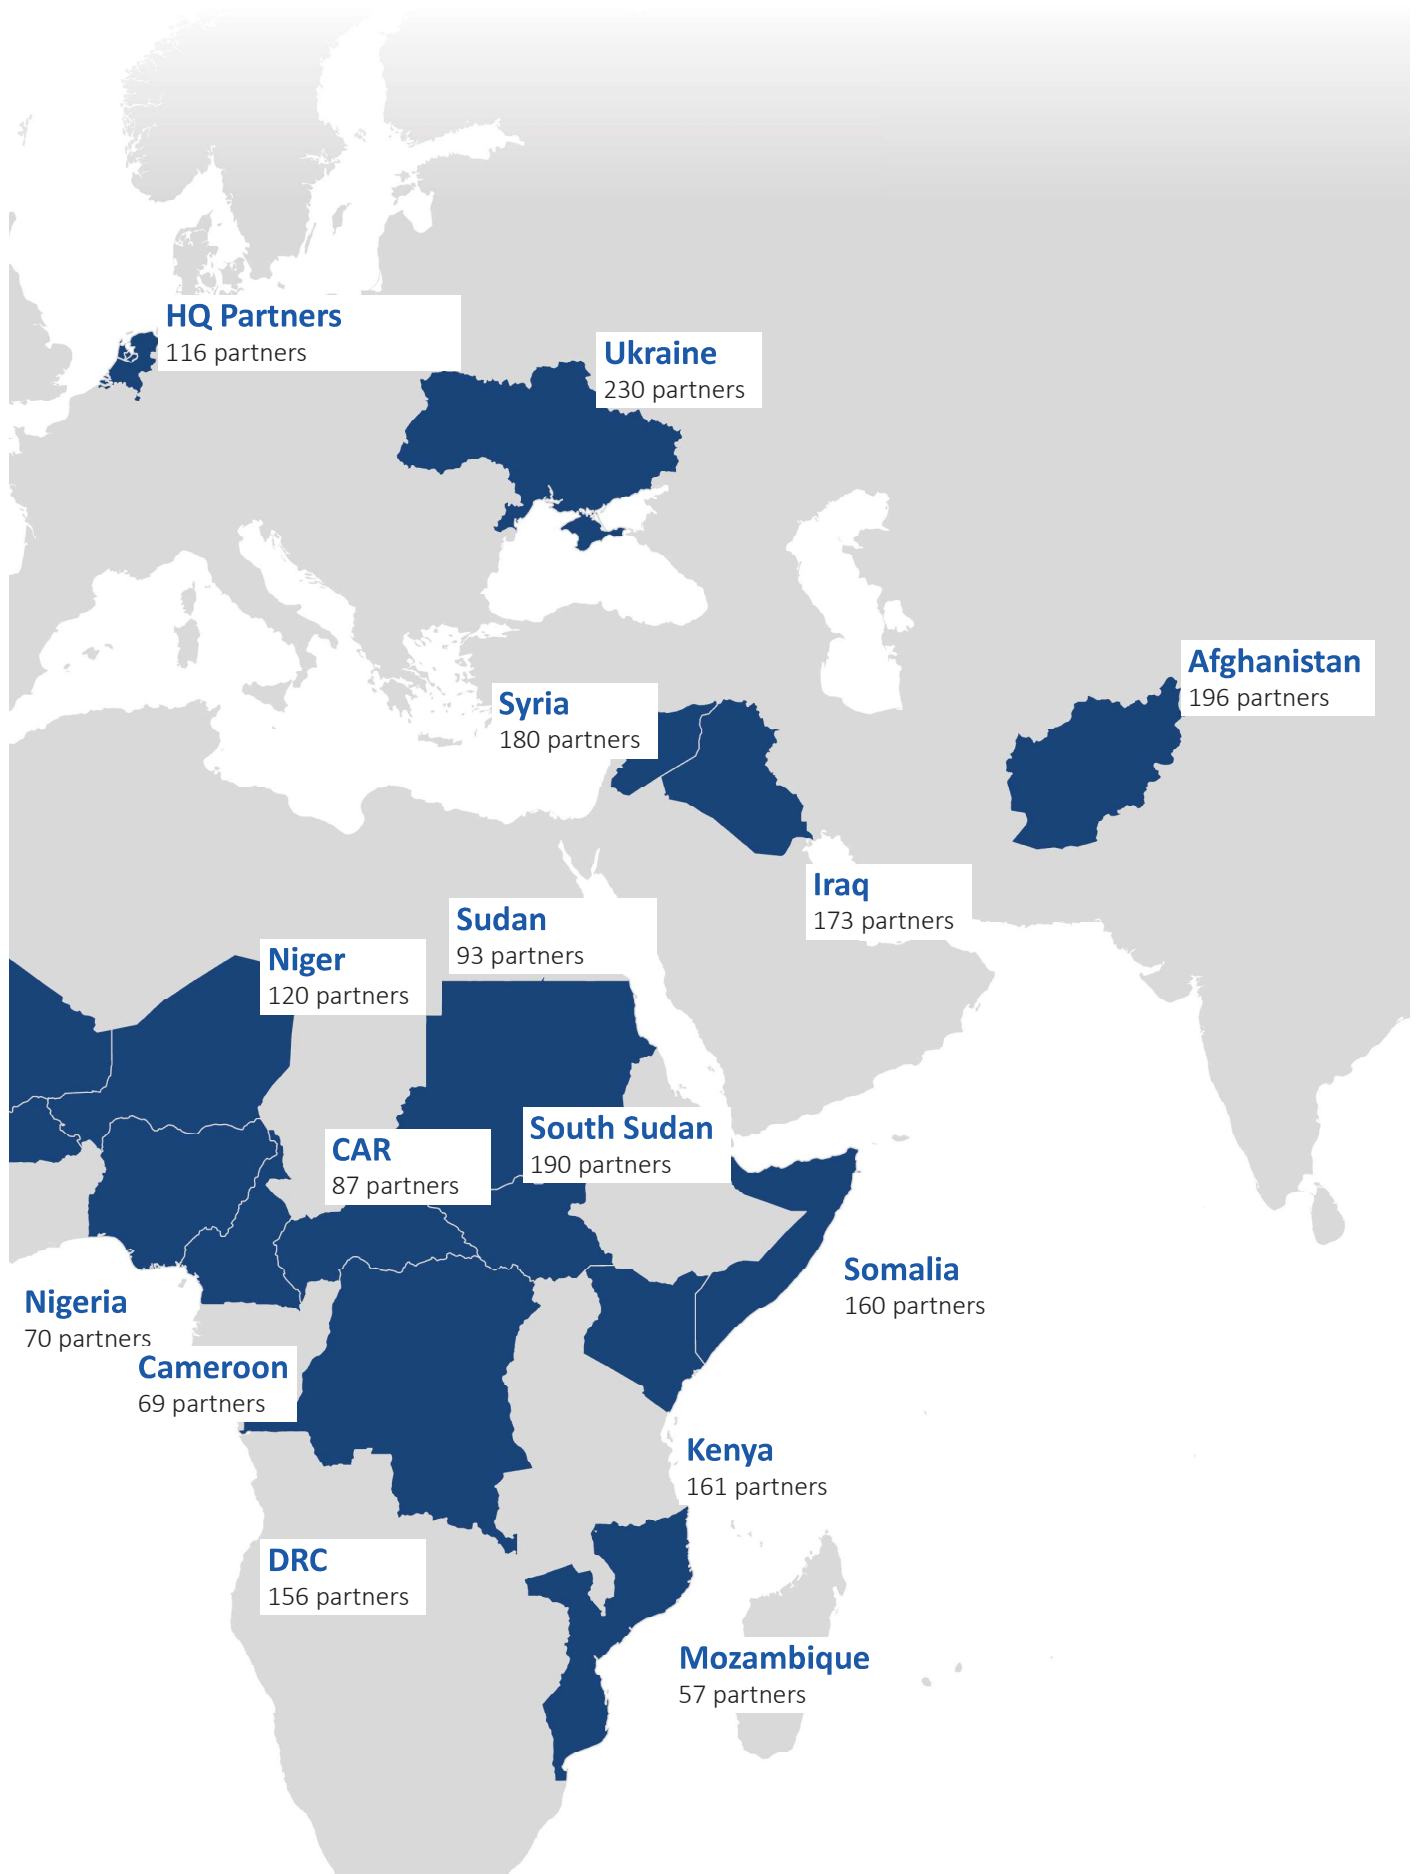 HQ Partners
116 partners
Ukraine
230 partners
Afghanistan
196 partners
Syria
180 partners
Iraq
173 partners
Sudan
93 partners
Niger
120 partners
South Sudan
190 partners
CAR
87 partners
Somalia
160 partners
Nigeria
70 partners
Cameroon
69 partners
Kenya
161 partners
DRC
156 partners
Mozambique
57 partners